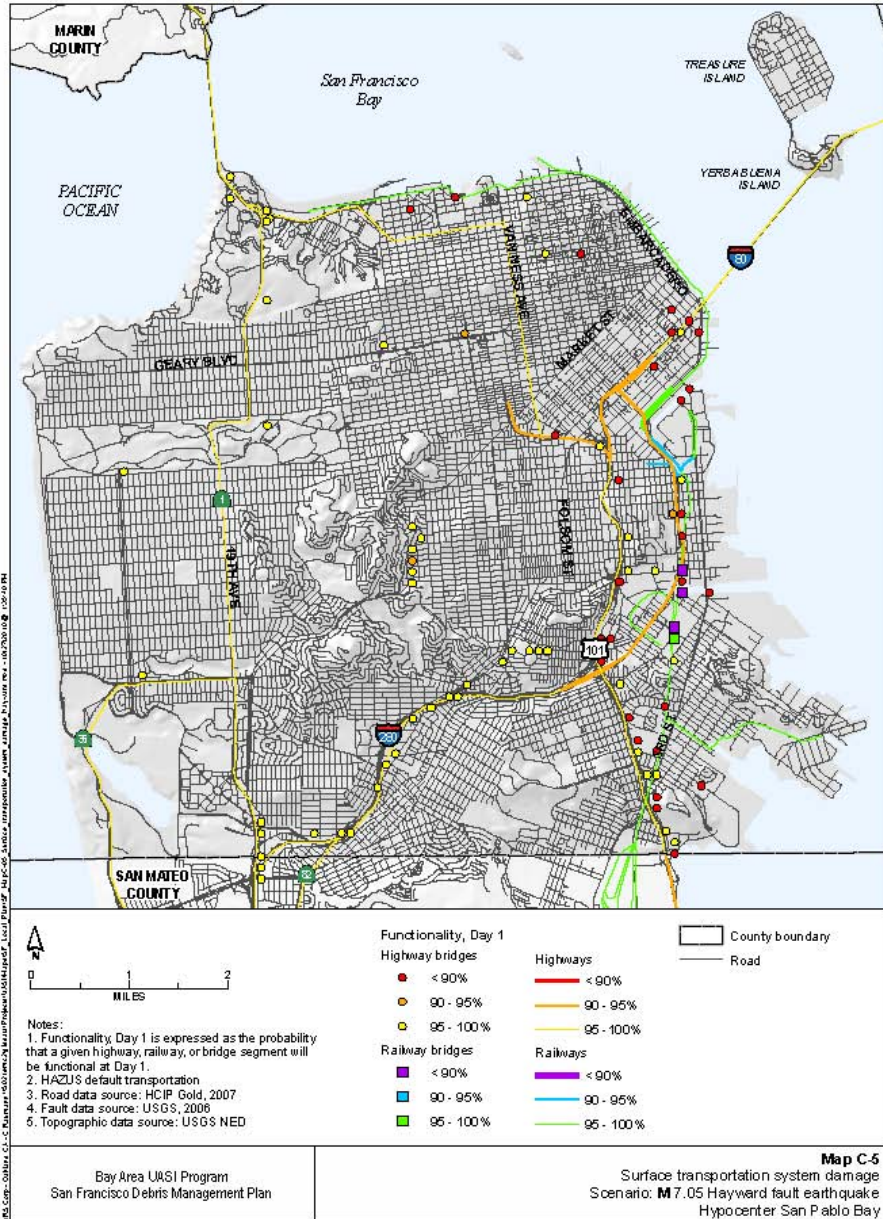 MARIN
COUNTY
San Francisco
Bay
TREASURE
ISLAND
YERBA BUENA
ISLAND
PACIFIC
OCEAN
EMBARCADERO
80
VAN NESS AVE
MARKET ST
GEARY BLVD
1
19TH AVE
FOLSOM ST
101
280
35
3RD ST
SAN MATEO
COUNTY
82
N
0 1 2
MILES
Notes:
1. Functionality, Day 1 is expressed as the probability
that a given highway, railway, or bridge segment will
be functional at Day 1.
2. HAZUS default transportation
3. Road data source: HCIP Gold, 2007
4. Fault data source: USGS, 2006
5. Topographic data source: USGS NED
Functionality, Day 1
Highway bridges
< 90%
90 - 95%
95 - 100%
Railway bridges
< 90%
90 - 95%
95 - 100%
Highways
< 90%
90 - 95%
95 - 100%
Railways
< 90%
90 - 95%
95 - 100%
County boundary
Road
Bay Area UASI Program
San Francisco Debris Management Plan
Map C-5
Surface transportation system damage
Scenario: M 7.05 Hayward fault earthquake
Hypocenter San Pablo Bay